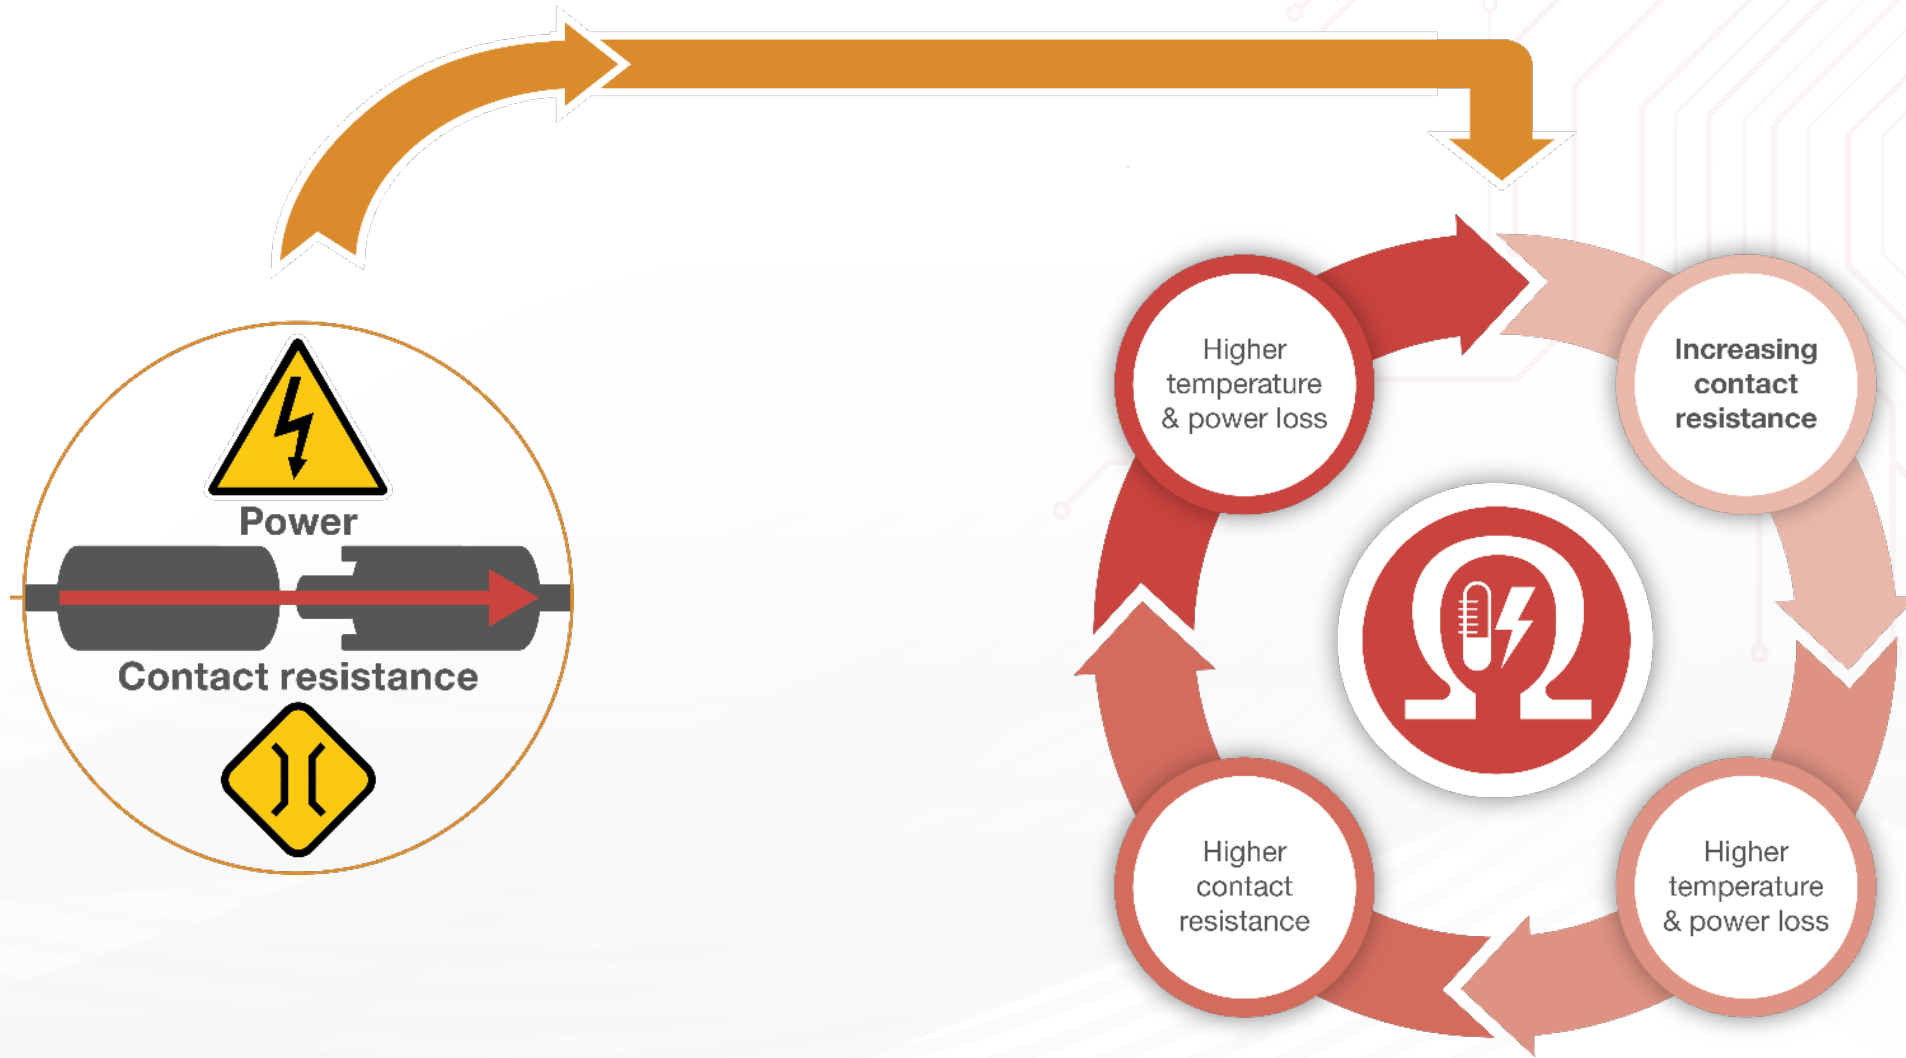 Power
Contact resistance
Higher
temperature
& power loss
Increasing
contact
resistance
Higher
contact
resistance
Higher
temperature
& power loss
Ω